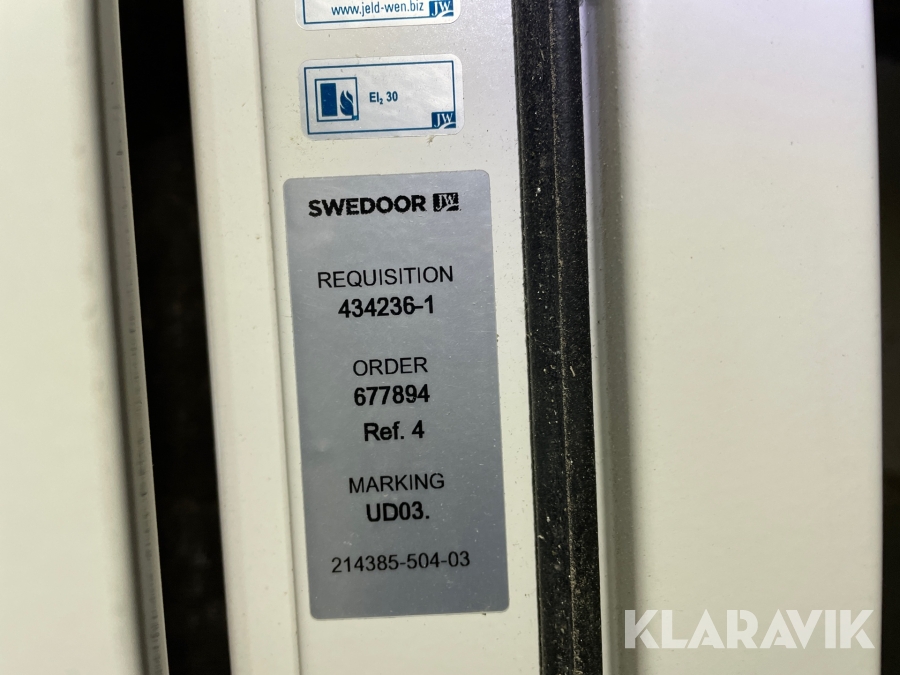 www.jeld-wen.biz
JW
EI₂ 30
JW
SWEDOOR JW
REQUISITION
434236-1
ORDER
677894
Ref. 4
MARKING
UD03.
214385-504-03
KLARAVIK